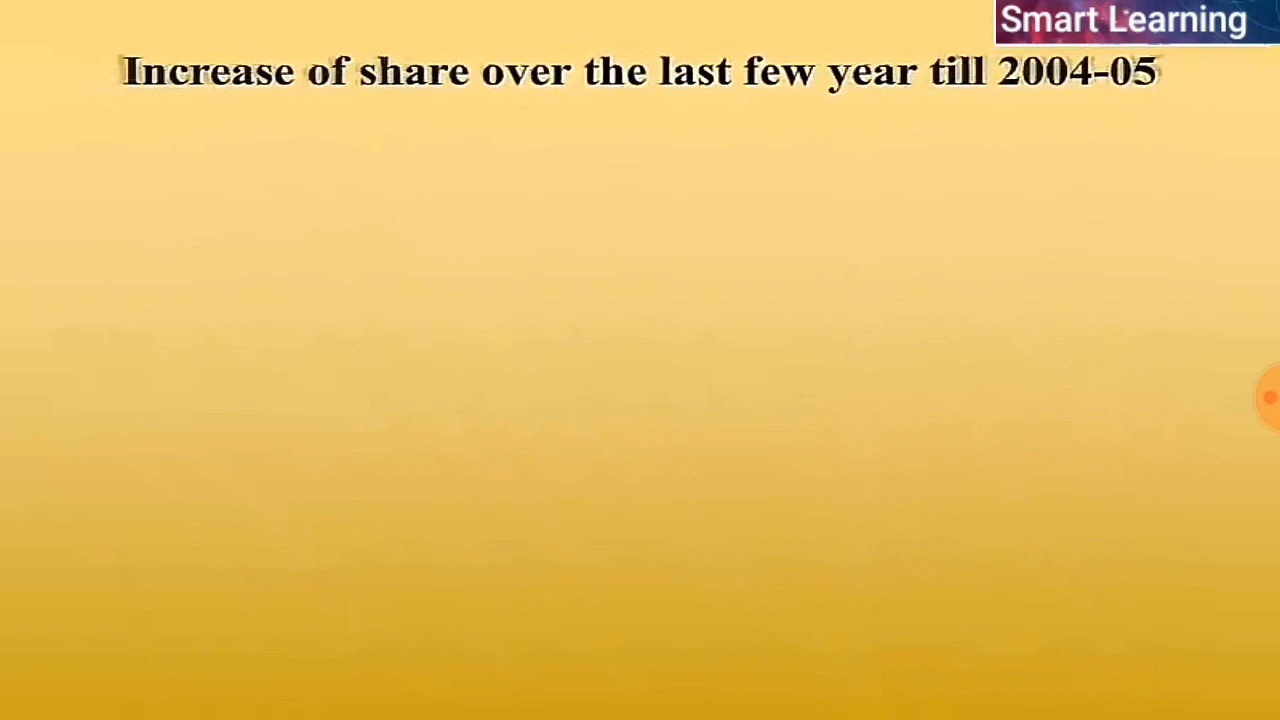 Smart Learning
Increase of share over the last few year till 2004-05